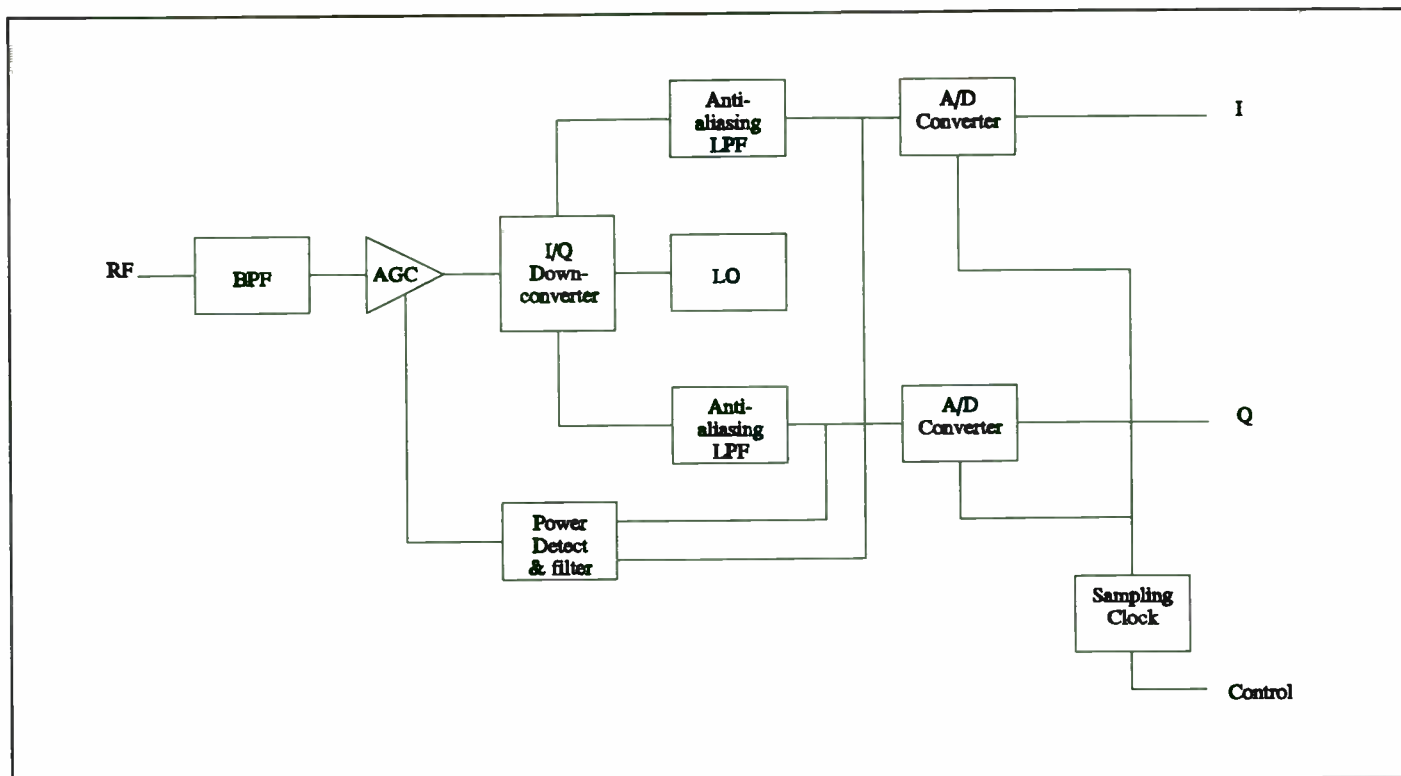 Anti-
aliasing
LPF
A/D
Converter
I
RF
BPF
AGC
I/Q
Down-
converter
LO
Anti-
aliasing
LPF
A/D
Converter
Q
Power
Detect
& filter
Sampling
Clock
Control